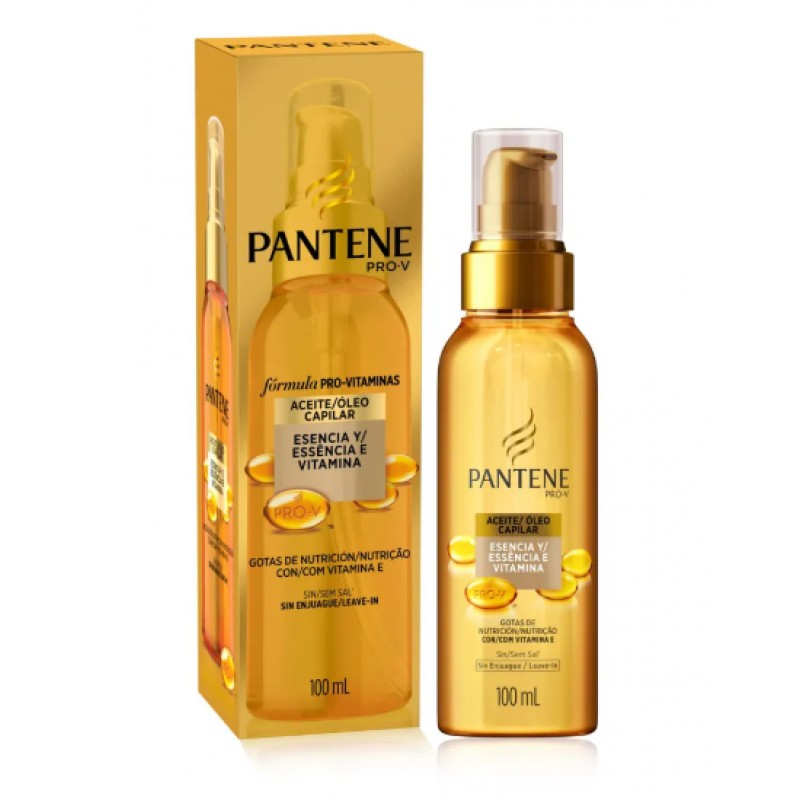 PANTENE
PRO-V
fórmula PRO-VITAMINAS
ACEITE/ÓLEO
CAPILAR
ESENCIA Y/
ESSÊNCIA E
VITAMINA
PRO-V
GOTAS DE NUTRICIÓN/NUTRIÇÃO
CON/COM VITAMINA E
SIN/SEM SAL*
SIN ENJUAGUE/LEAVE-IN
100 mL
PANTENE
PANTENE
PRO-V
ACEITE/ÓLEO
CAPILAR
ESENCIA Y/
ESSÊNCIA E
VITAMINA
PRO-V
GOTAS DE
NUTRICIÓN/NUTRIÇÃO
CON/COM VITAMINA E
Sin/Sem Sal*
Sin Enjuague / Leave-In
100 mL